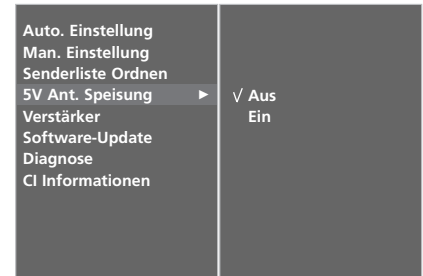 Auto. Einstellung
Man. Einstellung
Senderliste Ordnen
5V Ant. Speisung ►
Verstärker
Software-Update
Diagnose
CI Informationen
√ Aus
Ein